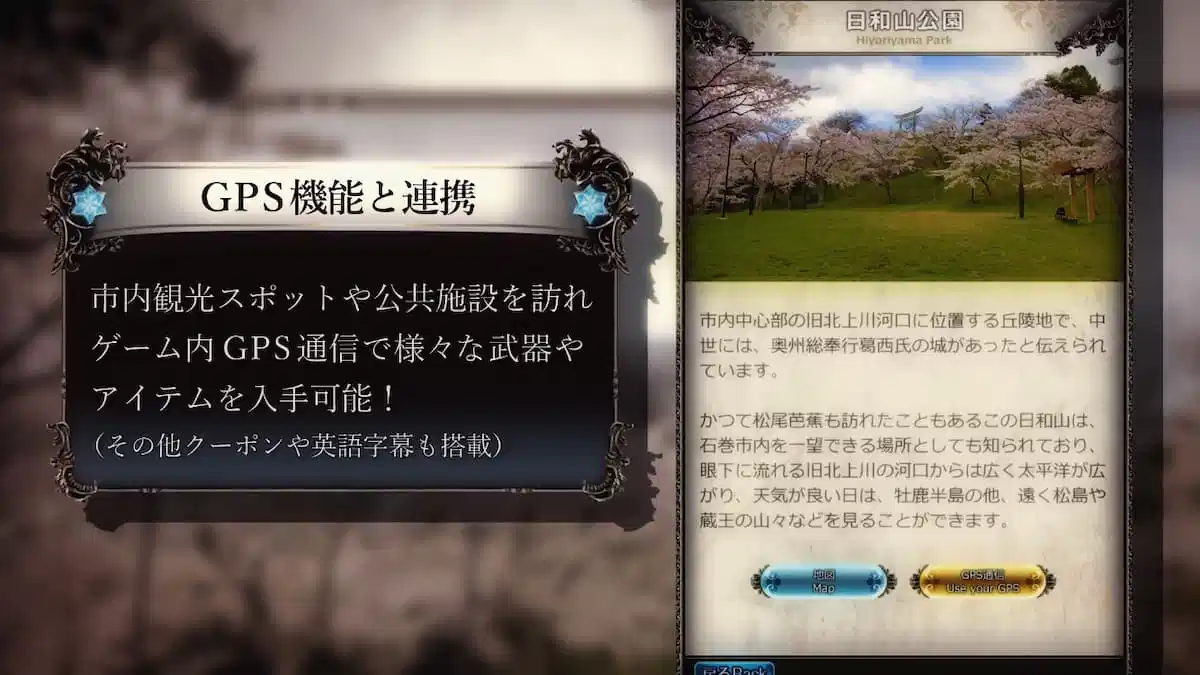 GPS機能と連携
市内観光スポットや公共施設を訪れ
ゲーム内GPS通信で様々な武器や
アイテムを入手可能！
（その他クーポンや英語字幕も搭載）
日和山公園
Hiyoriyama Park
市内中心部の旧北上川河口に位置する丘陵地で、中
世には、奥州総奉行葛西氏の城があったと伝えられ
ています。
かつて松尾芭蕉も訪れたこともあるこの日和山は、
石巻市内を一望できる場所としても知られており、
眼下に流れる旧北上川の河口からは広く太平洋が広
がり、天気が良い日は、牡鹿半島の他、遠く松島や
蔵王の山々などを見ることができます。
地図
Map
GPS通信
Use your GPS
戻るBack